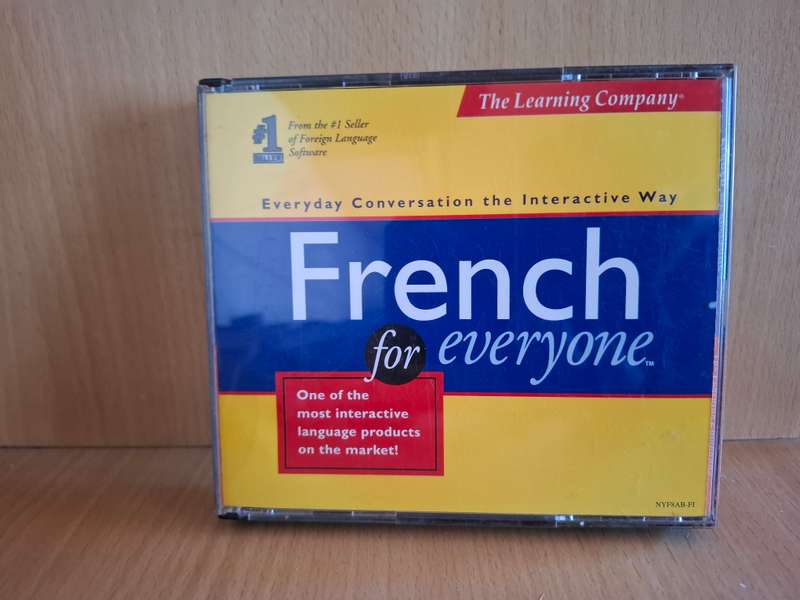 The Learning Company®
#1
From the #1 Seller
of Foreign Language
Software
Everyday Conversation the Interactive Way
French
for everyone™
One of the
most interactive
language products
on the market!
NYF8AB-FI